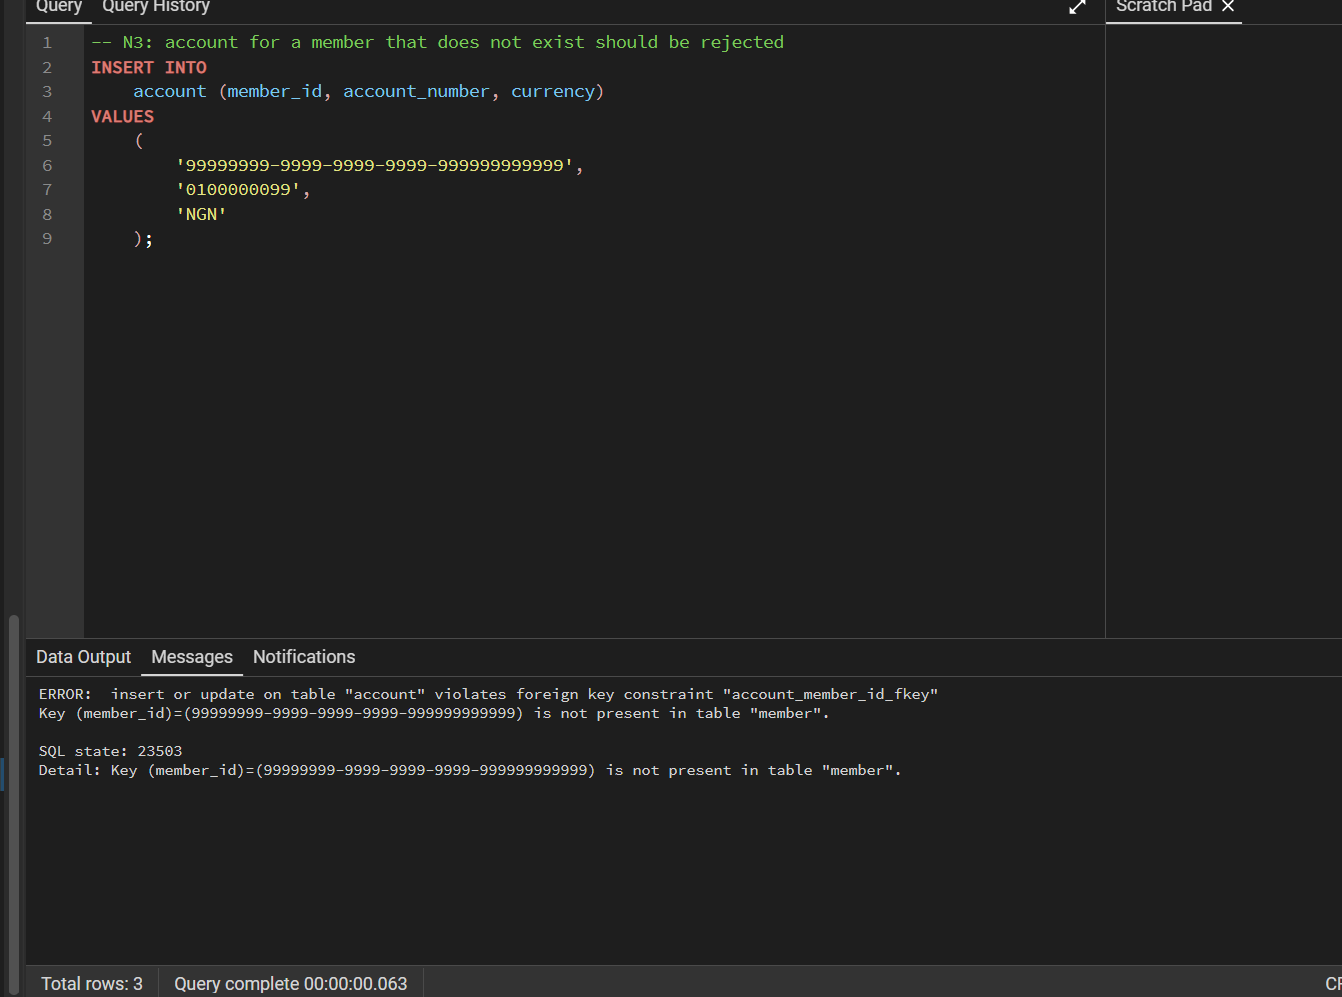 Query Query History Scratch Pad
1 -- N3: account for a member that does not exist should be rejected
2 INSERT INTO
3 account (member_id, account_number, currency)
4 VALUES
5 (
6 '99999999-9999-9999-9999-999999999999',
7 '0100000099',
8 'NGN'
9 );
Data Output Messages Notifications
ERROR:  insert or update on table "account" violates foreign key constraint "account_member_id_fkey"
Key (member_id)=(99999999-9999-9999-9999-999999999999) is not present in table "member".
SQL state: 23503
Detail: Key (member_id)=(99999999-9999-9999-9999-999999999999) is not present in table "member".
Total rows: 3 Query complete 00:00:00.063